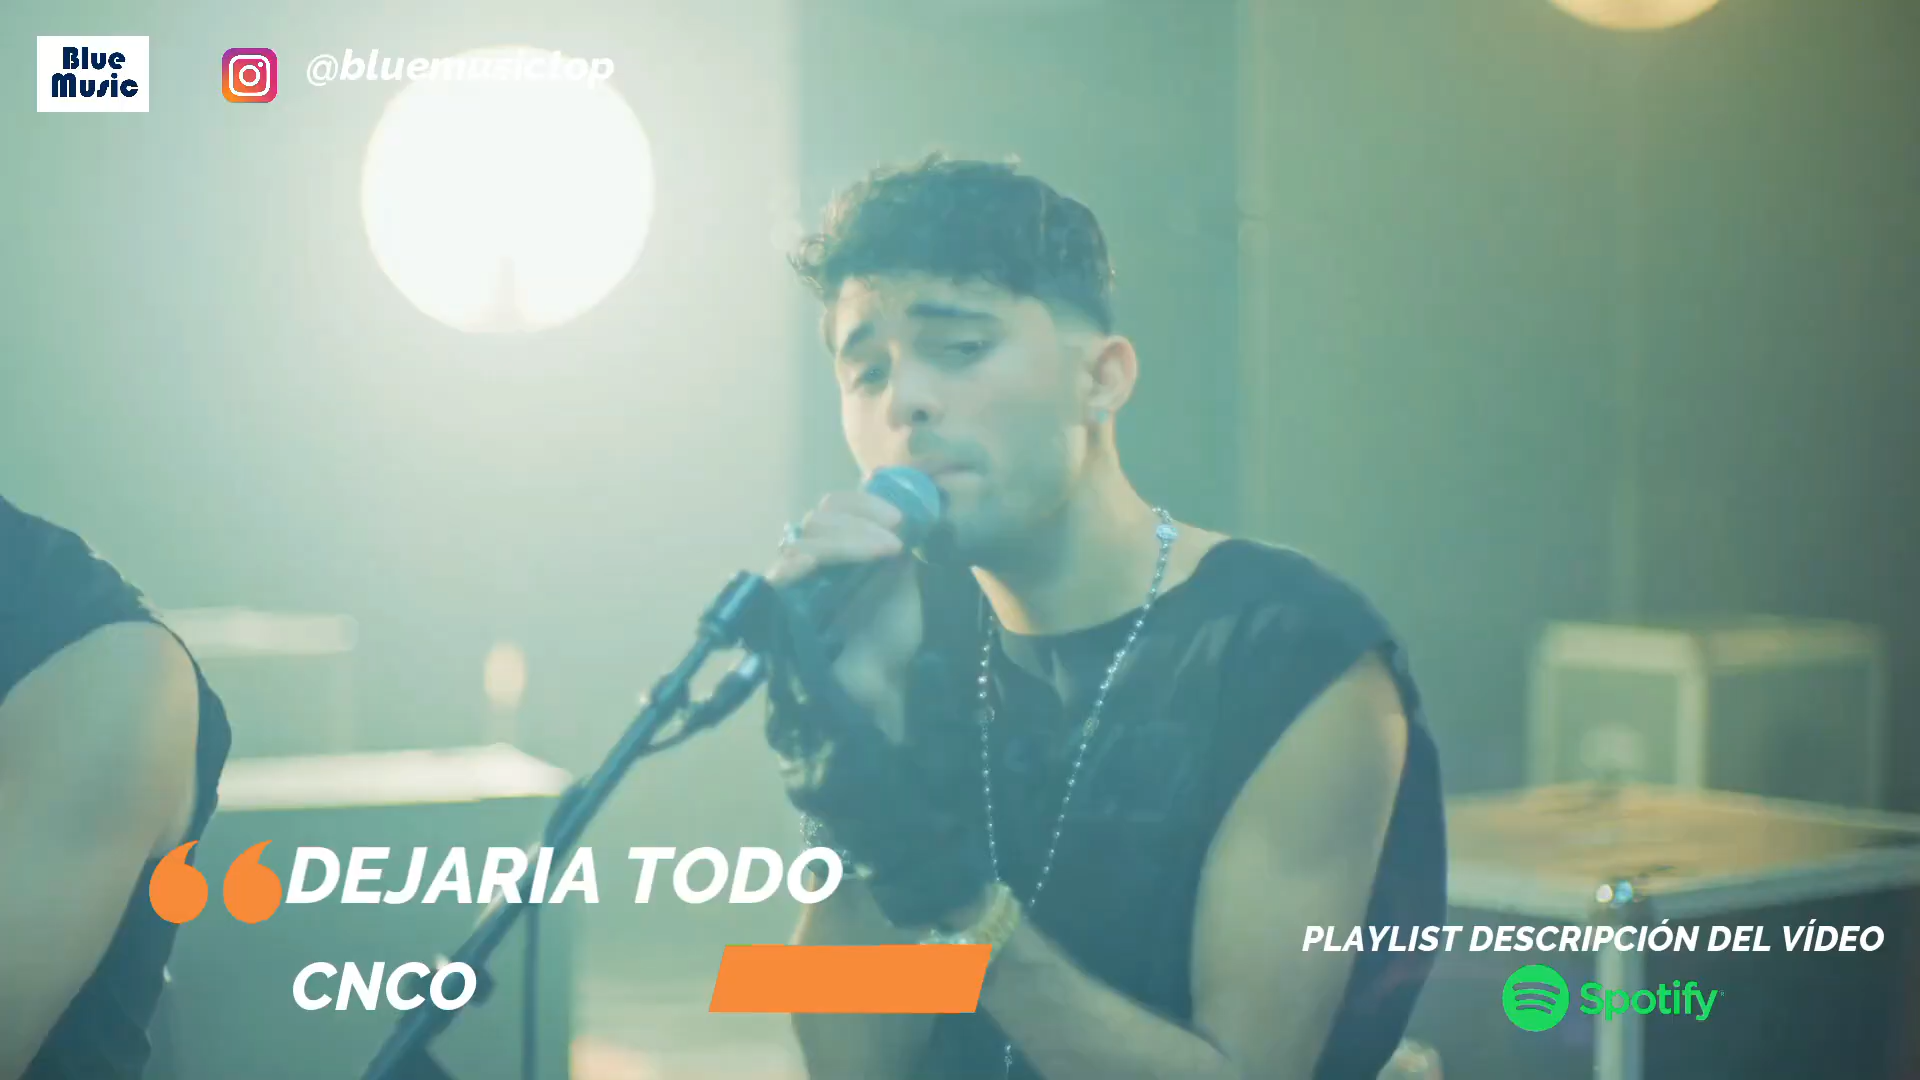 Blue
Music
@bluemusictop
DEJARIA TODO
CNCO
PLAYLIST DESCRIPCIÓN DEL VÍDEO
Spotify